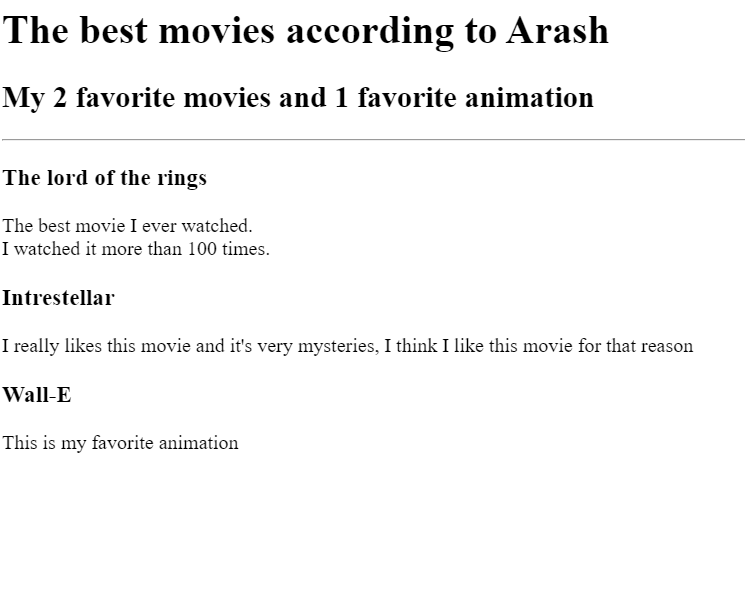 The best movies according to Arash
My 2 favorite movies and 1 favorite animation
The lord of the rings
The best movie I ever watched.
I watched it more than 100 times.
Intrestellar
I really likes this movie and it's very mysteries, I think I like this movie for that reason
Wall-E
This is my favorite animation